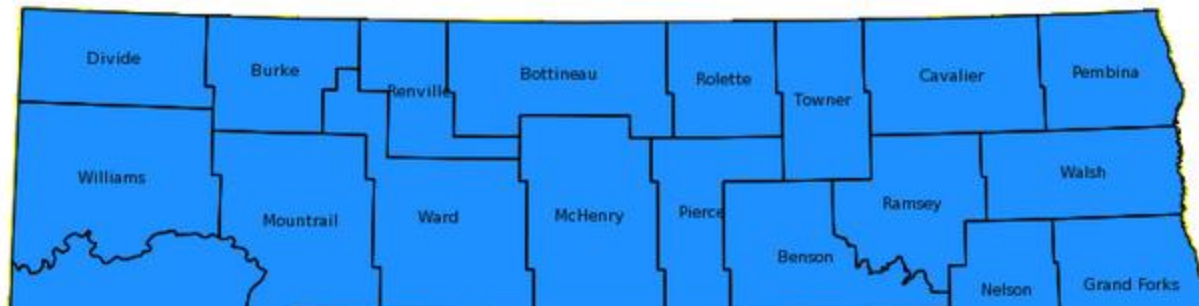 Divide
Burke
Renville
Bottineau
Rolette
Towner
Cavalier
Pembina
Williams
Mountrail
Ward
McHenry
Pierce
Benson
Ramsey
Walsh
Nelson
Grand Forks